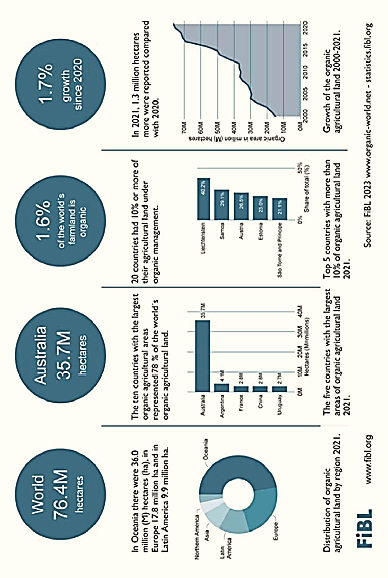 World
76.4M
hectares
In Oceania there were 36.0
million (M) hectares (ha), in
Europe 17.8 million ha and in
Latin America 9.9 million ha.
Oceania
Northern America
Asia
Latin
America
Europe
Distribution of organic
agricultural land by region 2021.
Australia
35.7M
hectares
The ten countries with the largest
organic agricultural areas
represented 78 % of the world's
organic agricultural land
Australia
35.7M
Argentina
4.1M
France
2.8M
China
2.8M
Uruguay
2.7M
0M
10M
20M
30M
40M
Hectares (Mmillions)
The five countries with the largest
areas of organic agricultural land
2021.
1.6%
of the world's
farmland is
organic
20 countries had 10% or more of
their agricultural land under
organic management.
Liechtenstein
40.2%
Samoa
29.1%
Austria
26.5%
Estonia
23.0%
São Tome and Principe
21.1%
0%
50%
Share of total (%)
Top 5 countries with more than
10% of organic agricultural land
2021.
1.7%
growth
since 2020
In 2021, 1.3 million hectares
more were reported compared
with 2020.
Organic area in milion (M) hectares
70M
60M
50M
40M
30M
20M
10M
2000
2005
2010
2015
2020
Growth of the organic
agricultural land 2000-2021.
FiBL
www.fibl.org
Source: FiBL 2023 www.organic-world.net - statistics.fibl.org